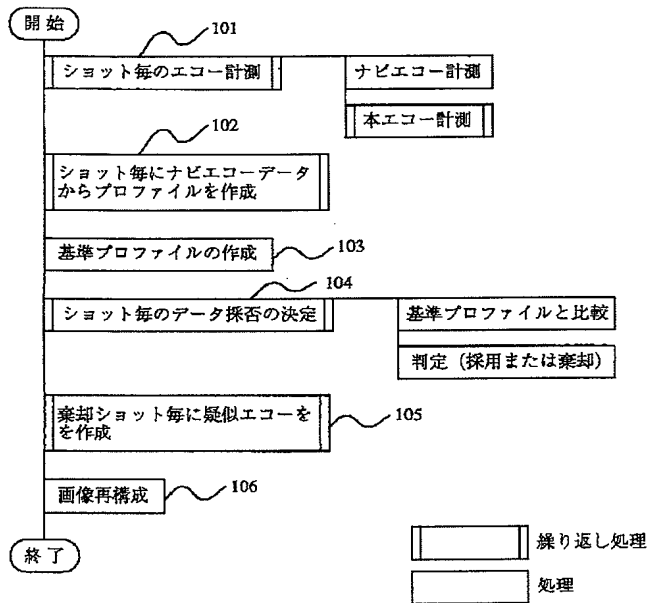 開始
101
ショット毎のエコー計測
ナビエコー計測
本エコー計測
102
ショット毎にナビエコーデータ
からプロファイルを作成
基準プロファイルの作成
103
104
ショット毎のデータ採否の決定
基準プロファイルと比較
判定（採用または棄却）
棄却ショット毎に疑似エコーを
を作成
105
画像再構成
106
終了
繰り返し処理
処理